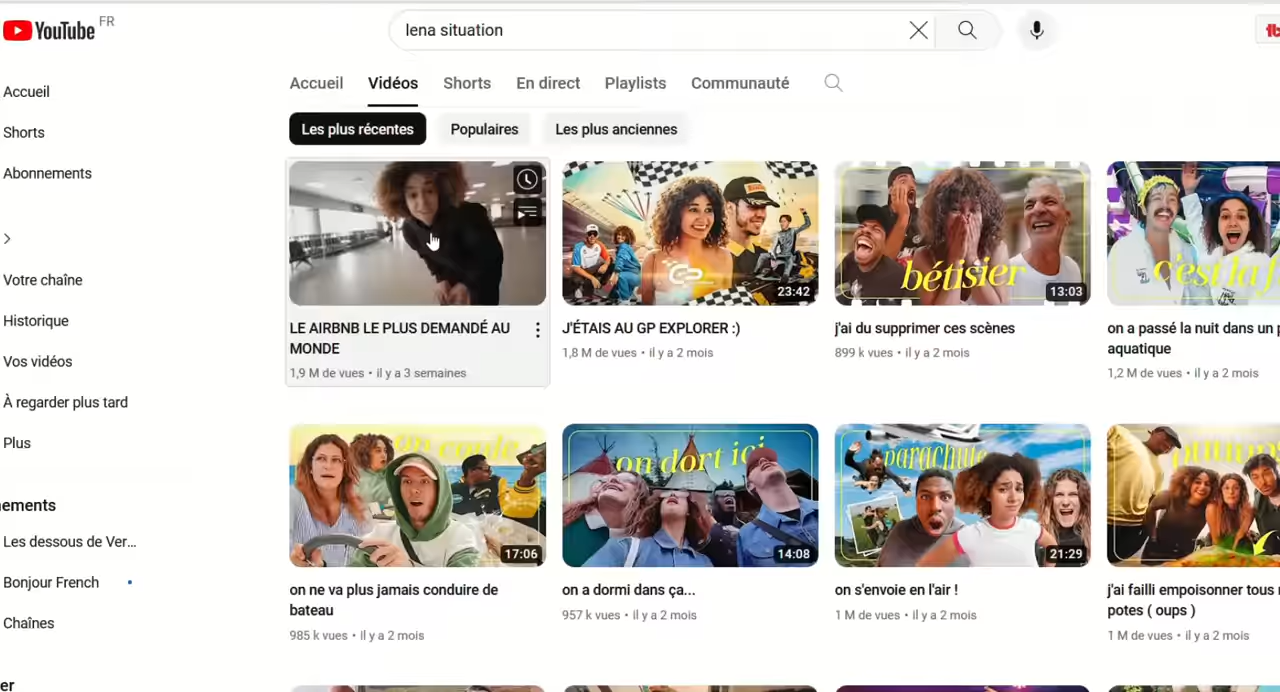 YouTube FR
lena situation
Accueil
Vidéos
Shorts
En direct
Playlists
Communauté
Les plus récentes
Populaires
Les plus anciennes
Accueil
Shorts
Abonnements
Votre chaîne
Historique
Vos vidéos
À regarder plus tard
Plus
nements
Les dessous de Ver...
Bonjour French
Chaînes
er
LE AIRBNB LE PLUS DEMANDÉ AU
MONDE
1,9 M de vues • il y a 3 semaines
23:42
J'ÉTAIS AU GP EXPLORER :)
1,8 M de vues • il y a 2 mois
bétisier
13:03
j'ai du supprimer ces scènes
899 k vues • il y a 2 mois
c'est la f
on a passé la nuit dans un p
aquatique
1,2 M de vues • il y a 2 mois
on coule
17:06
on ne va plus jamais conduire de
bateau
985 k vues • il y a 2 mois
on dort ici
14:08
on a dormi dans ça...
957 k vues • il y a 2 mois
parachute
21:29
on s'envoie en l'air !
1 M de vues • il y a 2 mois
j'ai failli empoisonner tous
potes ( oups )
1 M de vues • il y a 2 mois